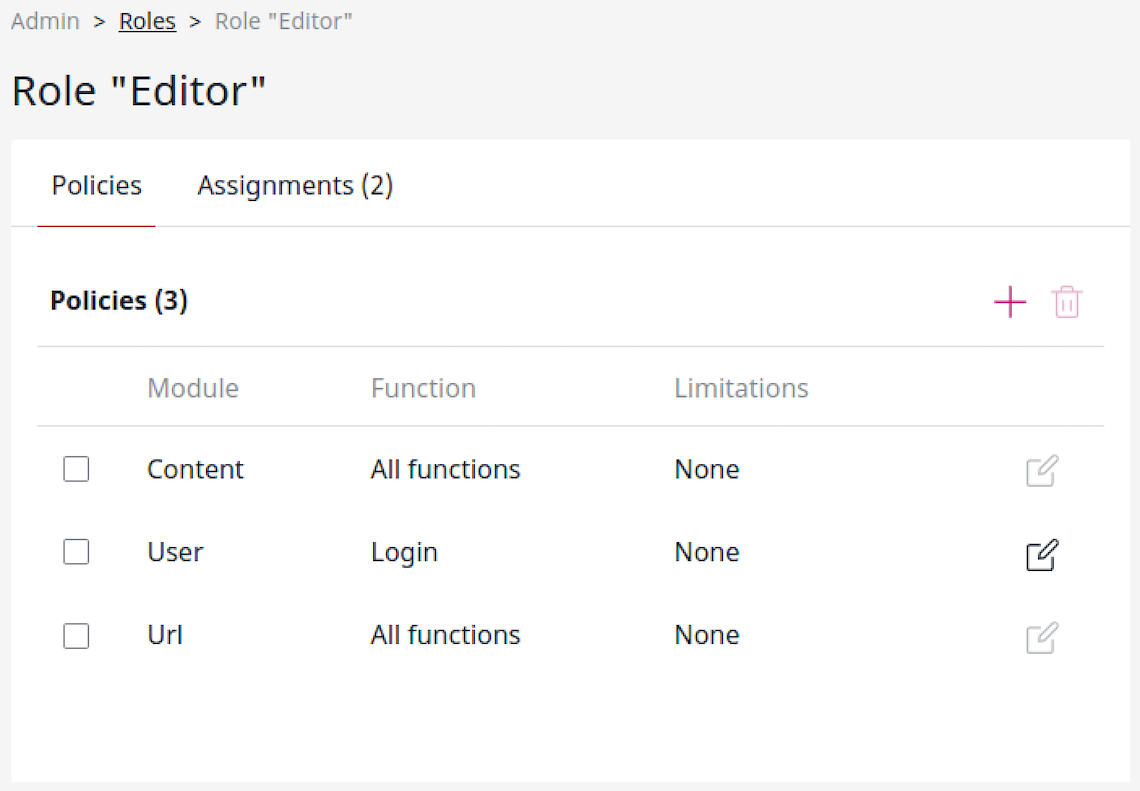 Admin > Roles > Role "Editor"
Role "Editor"
Policies Assignments (2)
Policies (3)
Module Function Limitations
Content All functions None
User Login None
Url All functions None